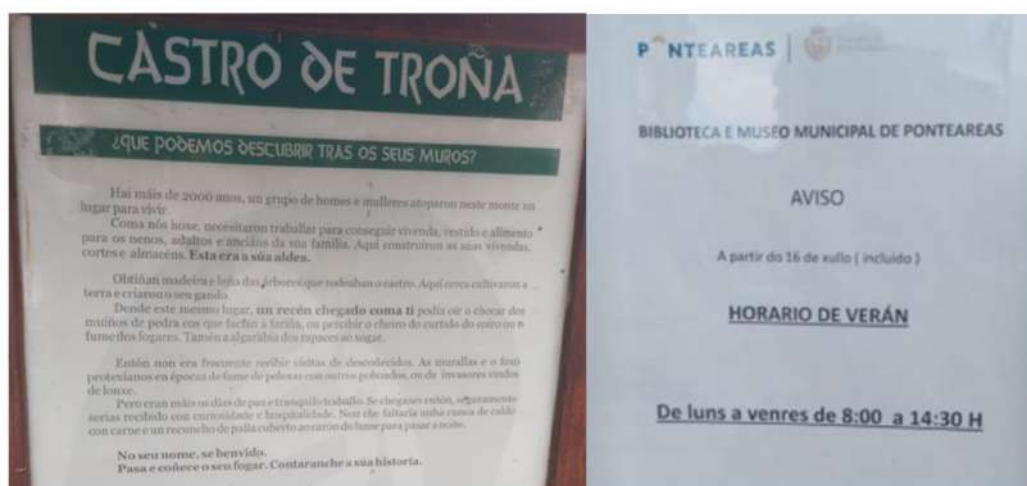 CASTRO DE TROÑA
¿QUE PODEMOS DESCUBRIR TRAS OS SEUS MUROS?
Hai máis de 2000 anos, un grupo de homes e mulleres atoparon neste monte un
lugar para vivir.
Coma nós hoxe, necesitaron traballar para conseguir vivenda, vestido e alimento
para os nenos, adultos e anciáns da súa familia. Aquí construíron as súas vivendas,
cortes e almacéns. Esta era a súa aldea.
Obtiñan madeira e leña das árbores que rodeaban o castro. Aquí cerca cultivaron a
terra e criaron o seu gando.
Dende este mesmo lugar, un recén chegado coma ti podía oír o chocar dos
muiños de pedra cos que facían a fariña, ou percibir o cheiro do curtido do coiro ou o
fume dos fogares. Tamén a algarabía dos rapaces ao xogar.
Entón non era frecuente recibir visitas de descoñecidos. As murallas e o foxo
protexíanos en épocas de fame de pelexas con outros poboados, ou de invasores vindos
de lonxe.
Pero eran máis os días de paz e tranquilo traballo. Se chegases entón, seguramente
serías recibido con curiosidade e hospitalidade. Non che faltaría unha cunca de caldo
con carne e un recuncho de palla cuberto ao carón do lume para pasar a noite.
No seu nome, se benvido.
Pasa e coñece o seu fogar. Contaranche a súa historia.
PONTEAREAS
BIBLIOTECA E MUSEO MUNICIPAL DE PONTEAREAS
AVISO
A partir do 16 de xullo ( incluído )
HORARIO DE VERÁN
De luns a venres de 8:00 a 14:30 H